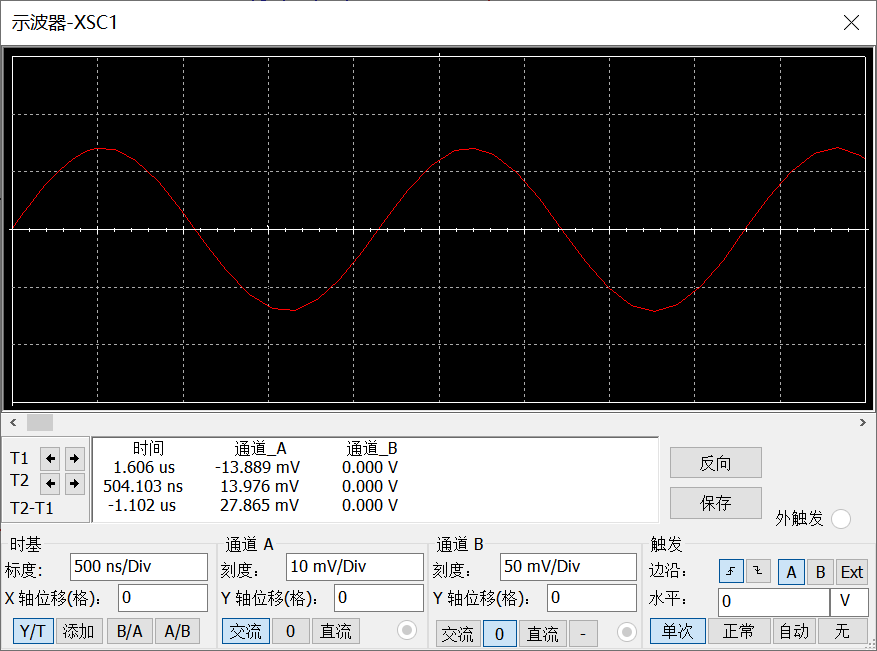 示波器-XSC1
时间 通道_A 通道_B
T1 1.606 us -13.889 mV 0.000 V
T2 504.103 ns 13.976 mV 0.000 V
T2-T1 -1.102 us 27.865 mV 0.000 V
反向
保存
外触发
时基 通道 A 通道 B 触发
标度: 500 ns/Div 刻度: 10 mV/Div 刻度: 50 mV/Div 边沿: A B Ext
X 轴位移(格): 0 Y 轴位移(格): 0 Y 轴位移(格): 0 水平: 0 V
Y/T 添加 B/A A/B 交流 0 直流 交流 0 直流 - 单次 正常 自动 无